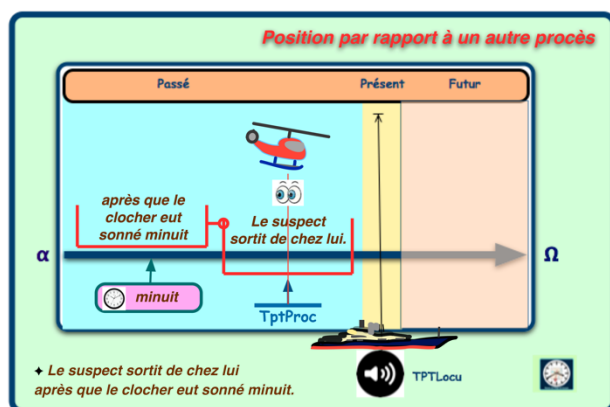 Position par rapport à un autre procès
Passé Présent Futur
après que le
clocher eut
sonné minuit
Le suspect
sortit de chez lui.
α Ω
minuit
TptProc
✦ Le suspect sortit de chez lui
après que le clocher eut sonné minuit.
TPTLocu